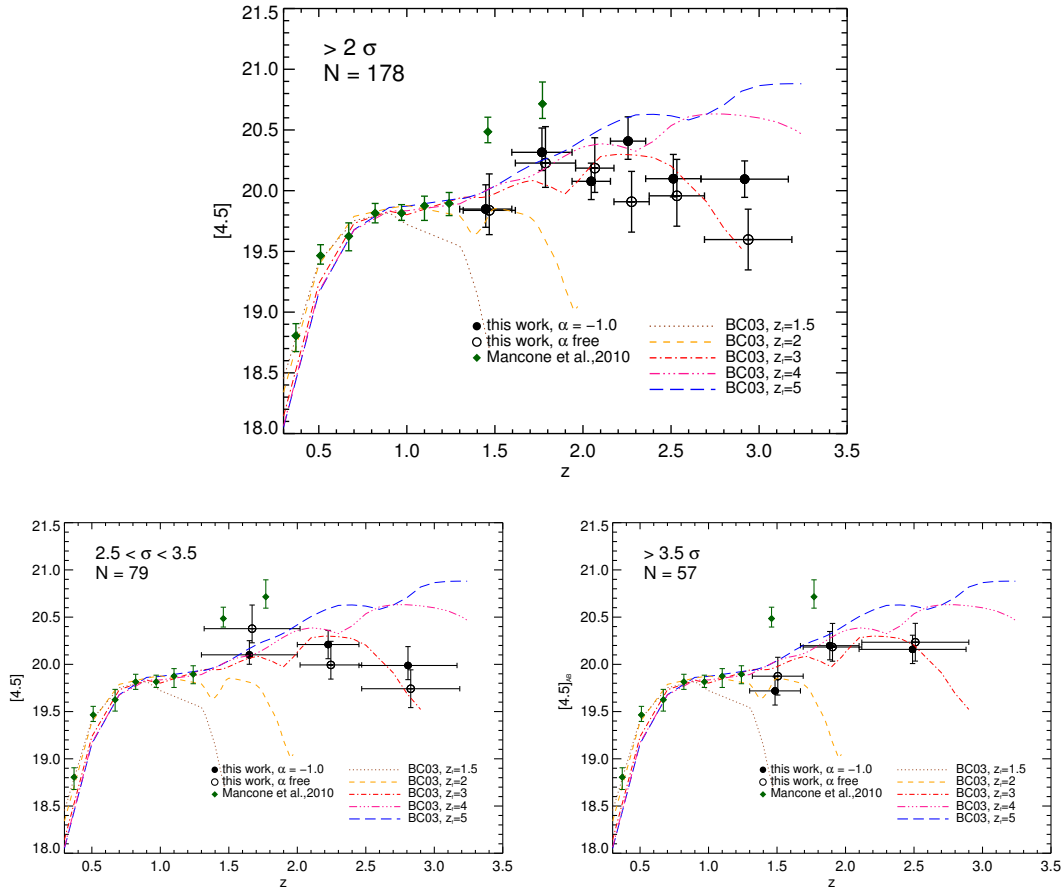 21.5
21.0
20.5
20.0
19.5
19.0
18.5
18.0
[4.5]
> 2 σ
N = 178
this work, α = −1.0
this work, α free
Mancone et al.,2010
BC03, zf=1.5
BC03, zf=2
BC03, zf=3
BC03, zf=4
BC03, zf=5
0.5 1.0 1.5 2.0 2.5 3.0 3.5
z
21.5
21.0
20.5
20.0
19.5
19.0
18.5
18.0
[4.5]
2.5 < σ < 3.5
N = 79
this work, α = −1.0
this work, α free
Mancone et al.,2010
BC03, zf=1.5
BC03, zf=2
BC03, zf=3
BC03, zf=4
BC03, zf=5
0.5 1.0 1.5 2.0 2.5 3.0 3.5
z
21.5
21.0
20.5
20.0
19.5
19.0
18.5
18.0
[4.5]AB
> 3.5 σ
N = 57
this work, α = −1.0
this work, α free
Mancone et al.,2010
BC03, zf=1.5
BC03, zf=2
BC03, zf=3
BC03, zf=4
BC03, zf=5
0.5 1.0 1.5 2.0 2.5 3.0 3.5
z